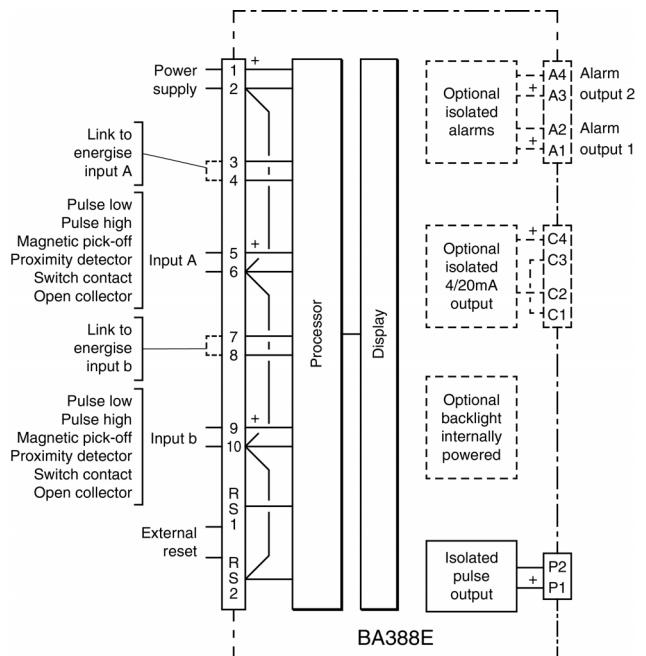 Power
supply
+
1
2
Link to
energise
input A
3
4
Pulse low
Pulse high
Magnetic pick-off
Proximity detector
Switch contact
Open collector
Input A
+
5
6
Link to
energise
input b
7
8
Pulse low
Pulse high
Magnetic pick-off
Proximity detector
Switch contact
Open collector
Input b
+
9
10
R
S
1
External
reset
R
S
2
Processor
Display
Optional
isolated
alarms
+
A4
A3
Alarm
output 2
+
A2
A1
Alarm
output 1
Optional
isolated
4/20mA
output
+
C4
C3
C2
C1
Optional
backlight
internally
powered
Isolated
pulse
output
+
P2
P1
BA388E